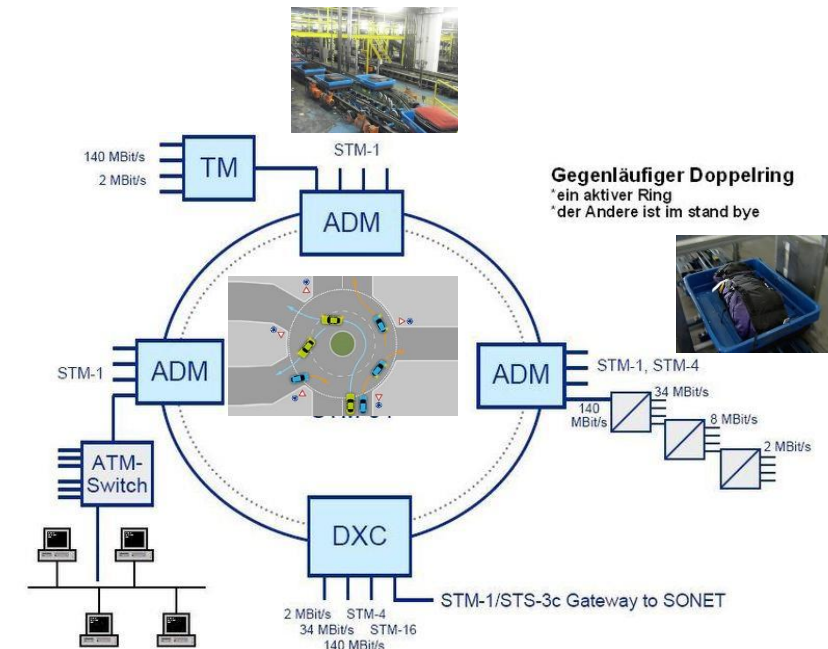 STM-1
140 MBit/s
TM
2 MBit/s
Gegenläufiger Doppelring
*ein aktiver Ring
*der Andere ist im stand bye
ADM
STM-1
ADM
ADM
STM-1, STM-4
140
MBit/s
34 MBit/s
8 MBit/s
2 MBit/s
ATM-
Switch
DXC
STM-1/STS-3c Gateway to SONET
2 MBit/s
STM-4
34 MBit/s
STM-16
140 MBit/s